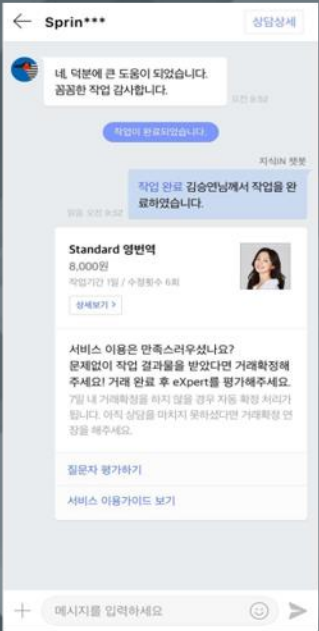 Sprin***
상담상세
네, 덕분에 큰 도움이 되었습니다.
꼼꼼한 작업 감사합니다.
오전 8:52
작업이 완료되었습니다.
지식iN 챗봇
작업 완료 김승연님께서 작업을 완
료하였습니다.
읽음 오전 8:52
Standard 영번역
8,000원
작업기간 1일 / 수정횟수 6회
상세보기 >
서비스 이용은 만족스러우셨나요?
문제없이 작업 결과물을 받았다면 거래확정해
주세요! 거래 완료 후 eXpert를 평가해주세요.
7일 내 거래확정을 하지 않을 경우 자동 확정 처리가
됩니다. 아직 상담을 마치지 못하셨다면 거래확정 연
장을 해주세요.
질문자 평가하기
서비스 이용가이드 보기
메시지를 입력하세요